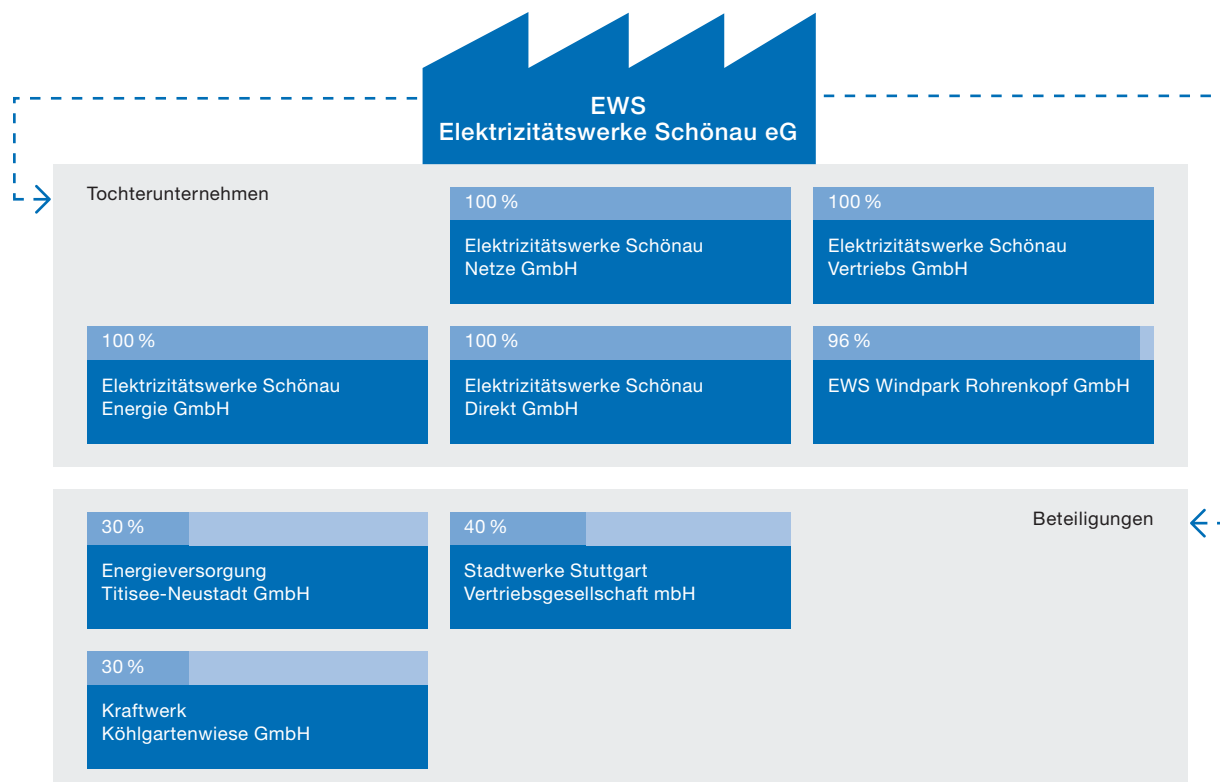 EWS
Elektrizitätswerke Schönau eG
Tochterunternehmen
100 %
Elektrizitätswerke Schönau
Netze GmbH
100 %
Elektrizitätswerke Schönau
Vertriebs GmbH
100 %
Elektrizitätswerke Schönau
Energie GmbH
100 %
Elektrizitätswerke Schönau
Direkt GmbH
96 %
EWS Windpark Rohrenkopf GmbH
Beteiligungen
30 %
Energieversorgung
Titisee-Neustadt GmbH
40 %
Stadtwerke Stuttgart
Vertriebsgesellschaft mbH
30 %
Kraftwerk
Köhlgartenwiese GmbH